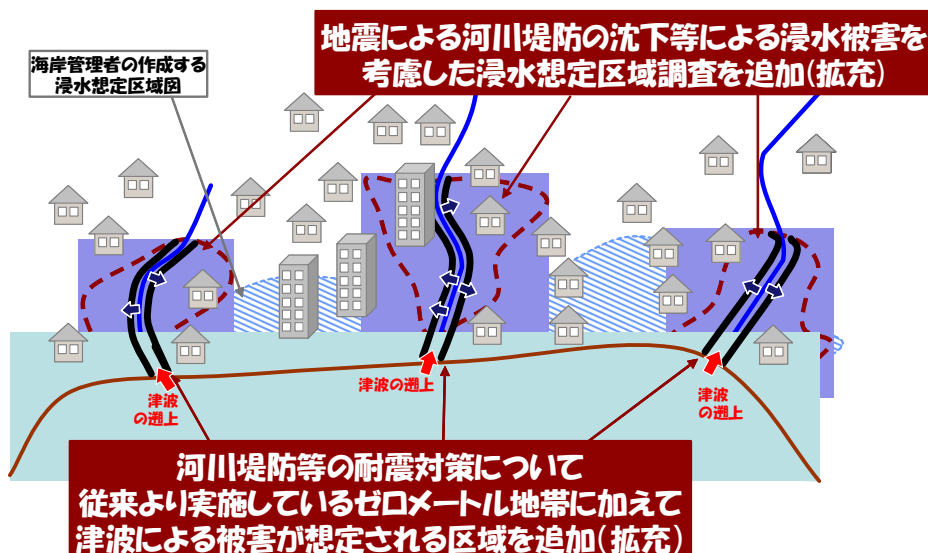 地震による河川堤防の沈下等による浸水被害を
考慮した浸水想定区域調査を追加(拡充)
海岸管理者の作成する
浸水想定区域図
津波
の遡上
津波の遡上
津波
の遡上
河川堤防等の耐震対策について
従来より実施しているゼロメートル地帯に加えて
津波による被害が想定される区域を追加(拡充)